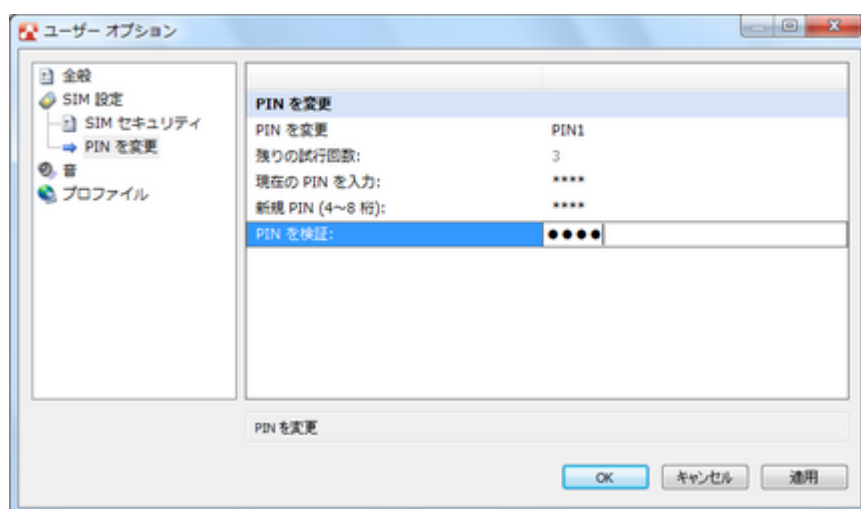 ユーザー オプション
全般
SIM 設定
SIM セキュリティ
PIN を変更
音
プロファイル
PIN を変更
PIN を変更 PIN1
残りの試行回数: 3
現在の PIN を入力: ****
新規 PIN (4～8 桁): ****
PIN を検証: ●●●●
PIN を変更
OK キャンセル 適用